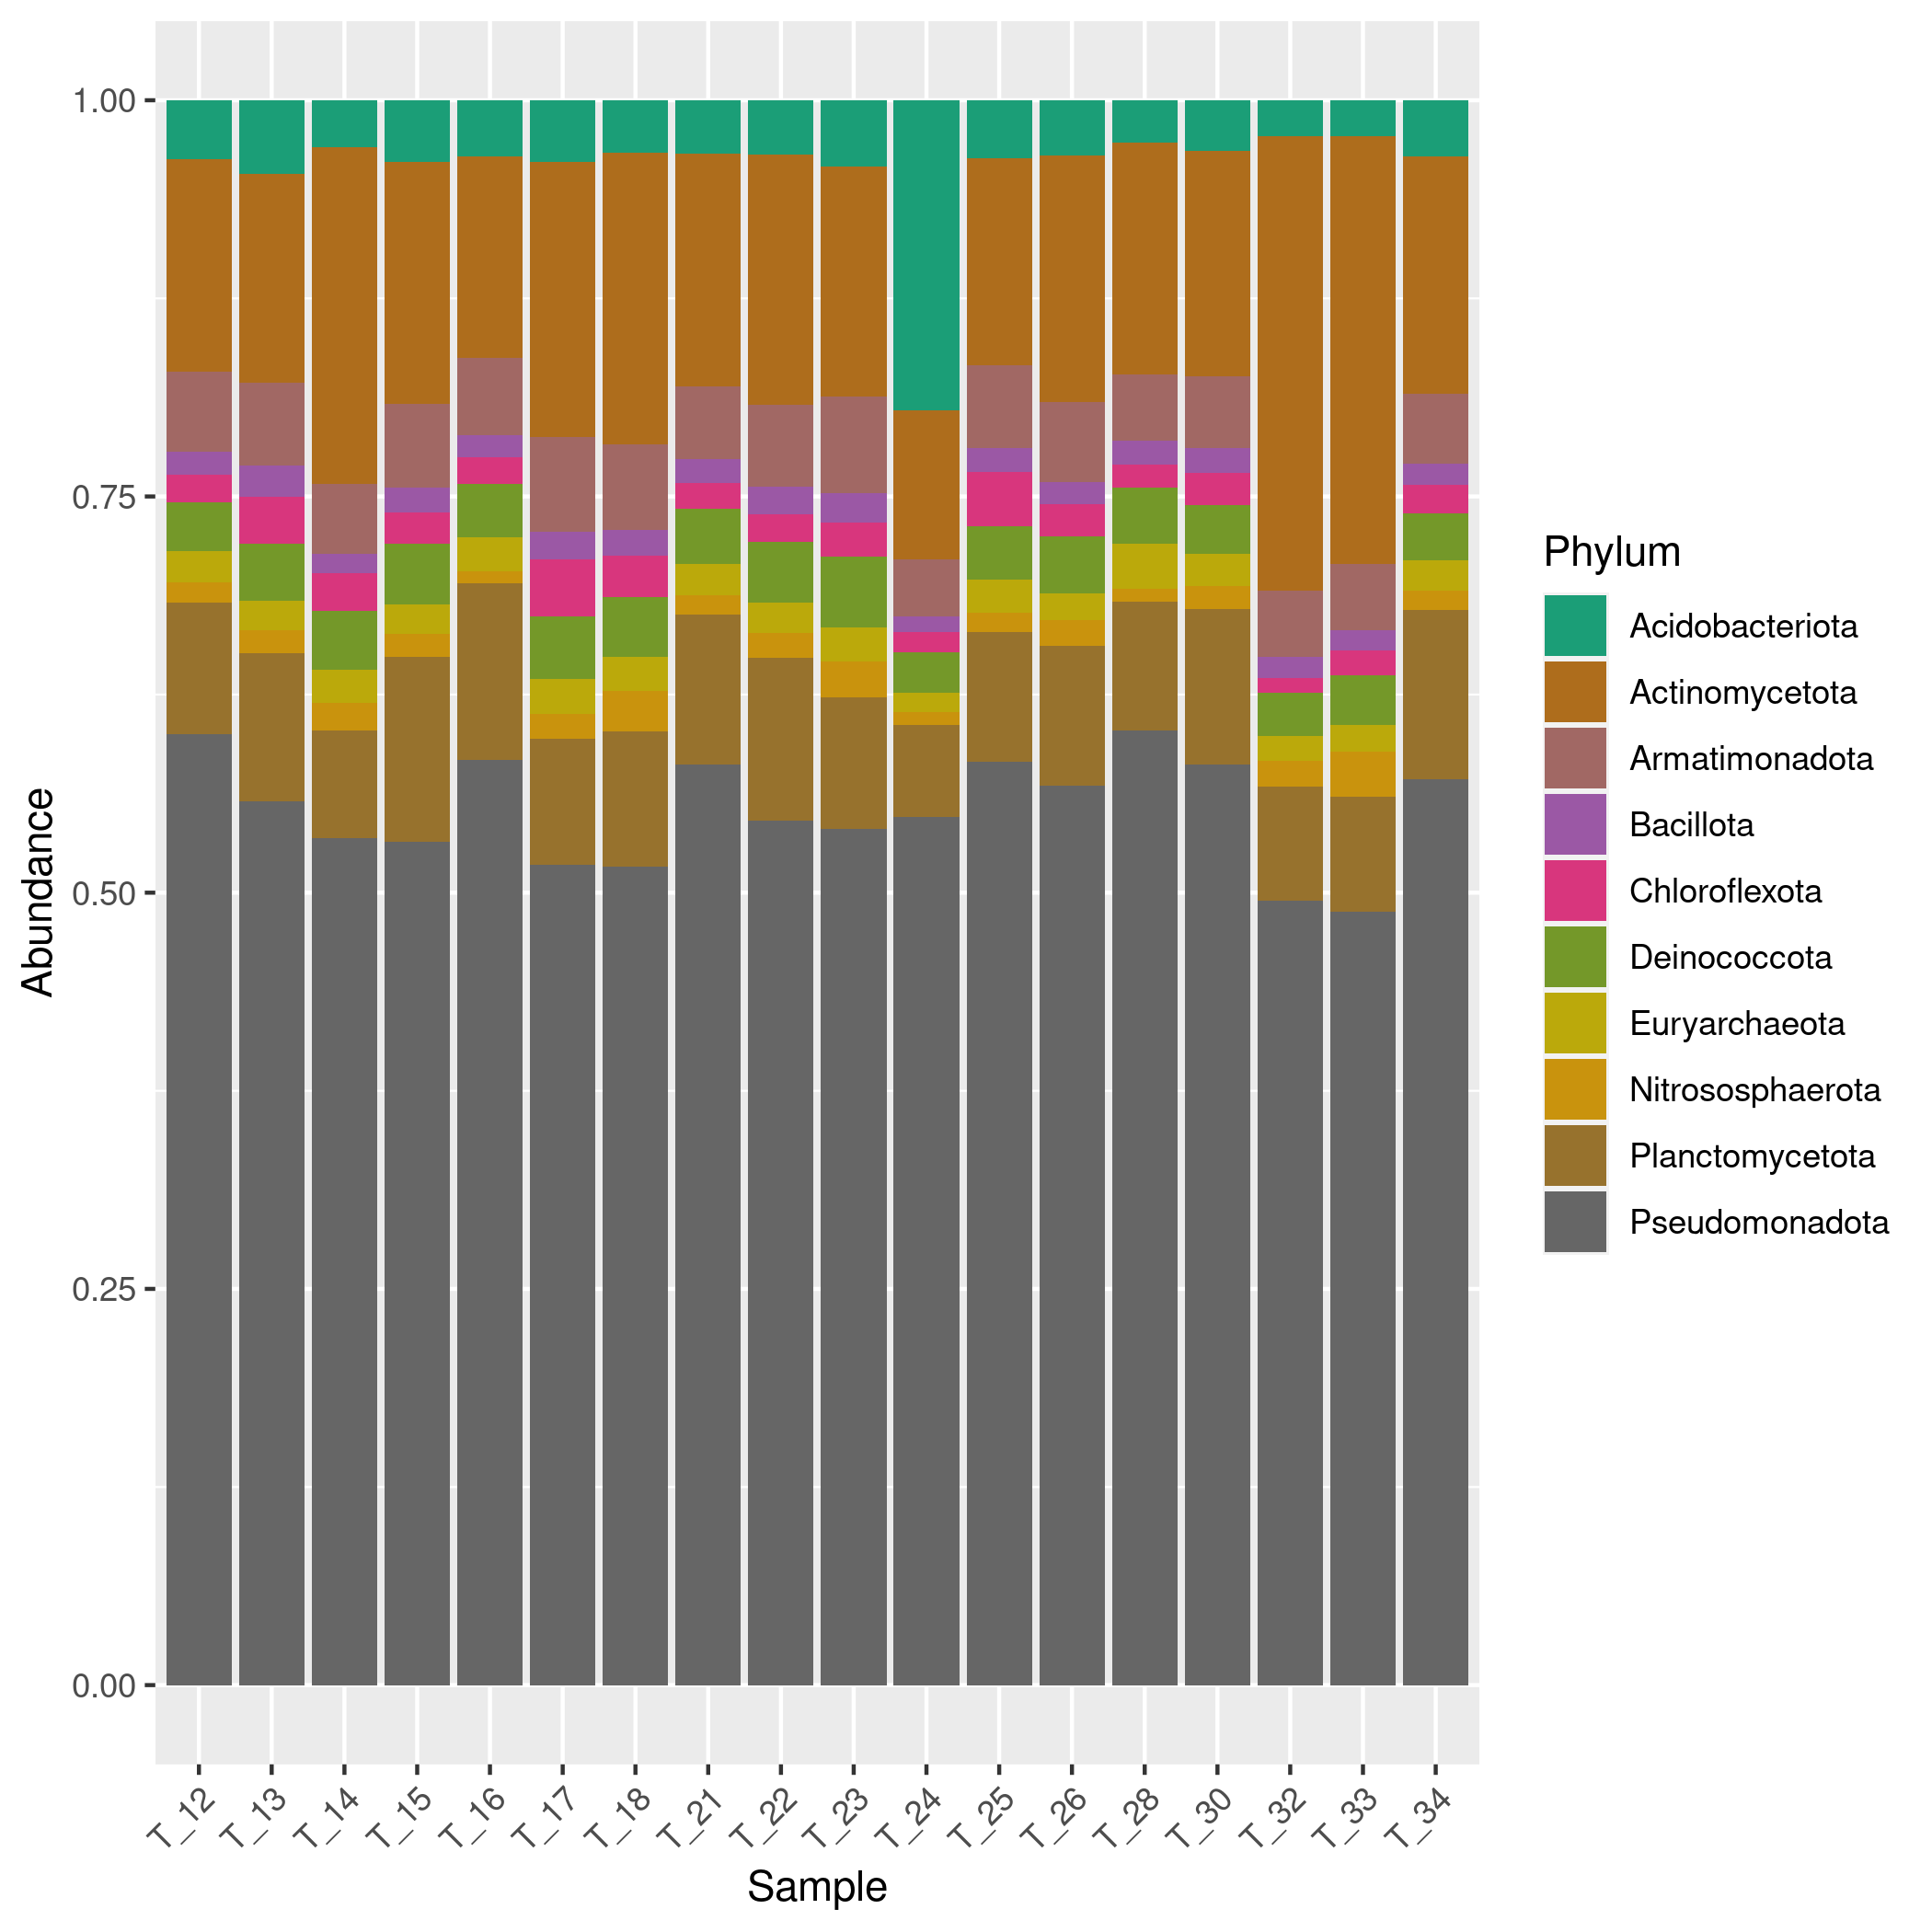 1.00
0.75
0.50
0.25
0.00
Abundance
T_12
T_13
T_14
T_15
T_16
T_17
T_18
T_21
T_22
T_23
T_24
T_25
T_26
T_28
T_30
T_32
T_33
T_34
Sample
Phylum
Acidobacteriota
Actinomycetota
Armatimonadota
Bacillota
Chloroflexota
Deinococcota
Euryarchaeota
Nitrososphaerota
Planctomycetota
Pseudomonadota